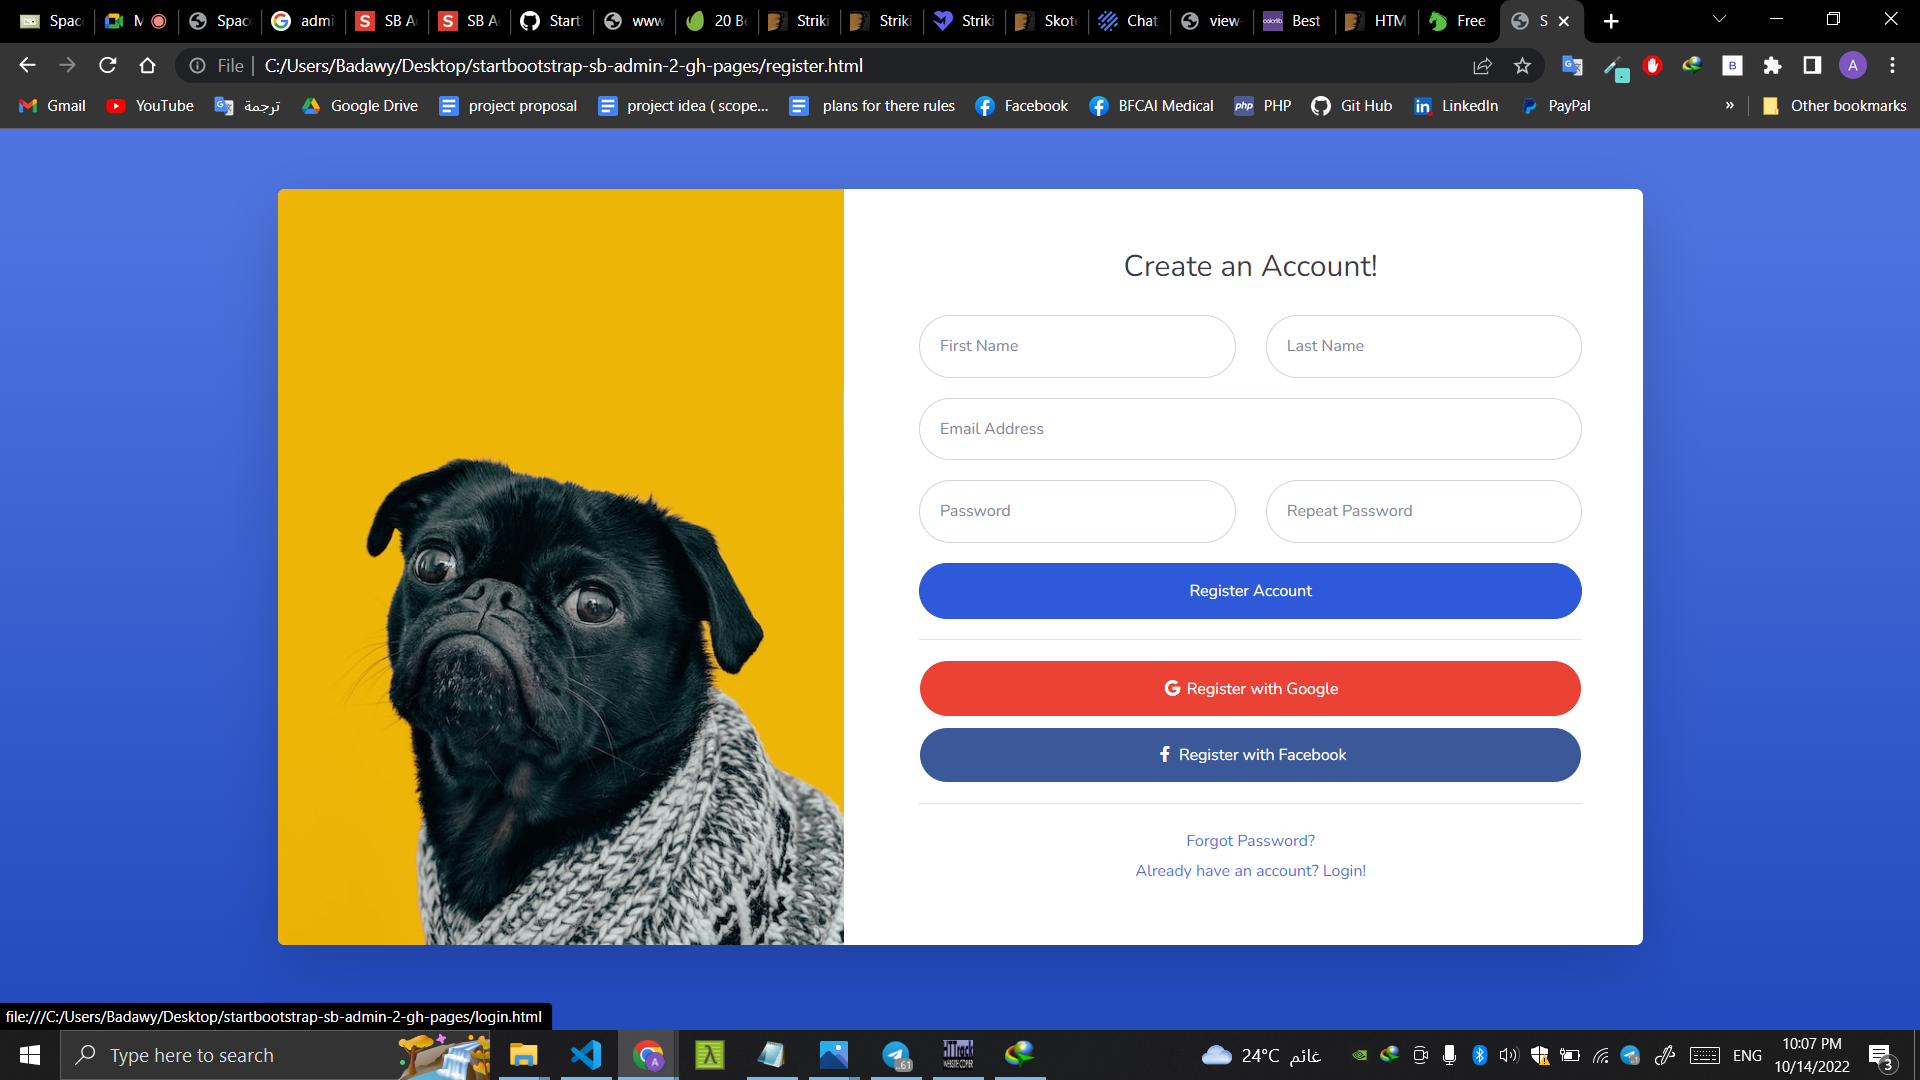 Space
M
Space
admi
SB A
SB A
Start
www
20 Be
Striki
Striki
Striki
Skote
Chat
view-
Best
HTM
Free
S
File
C:/Users/Badawy/Desktop/startbootstrap-sb-admin-2-gh-pages/register.html
A
Gmail
YouTube
ترجمة
Google Drive
project proposal
project idea ( scope...
plans for there rules
Facebook
BFCAI Medical
PHP
Git Hub
LinkedIn
PayPal
»
Other bookmarks
Create an Account!
First Name
Last Name
Email Address
Password
Repeat Password
Register Account
Register with Google
Register with Facebook
Forgot Password?
Already have an account? Login!
file:///C:/Users/Badawy/Desktop/startbootstrap-sb-admin-2-gh-pages/login.html
Type here to search
24°C غائم
ENG
10:07 PM
10/14/2022
3